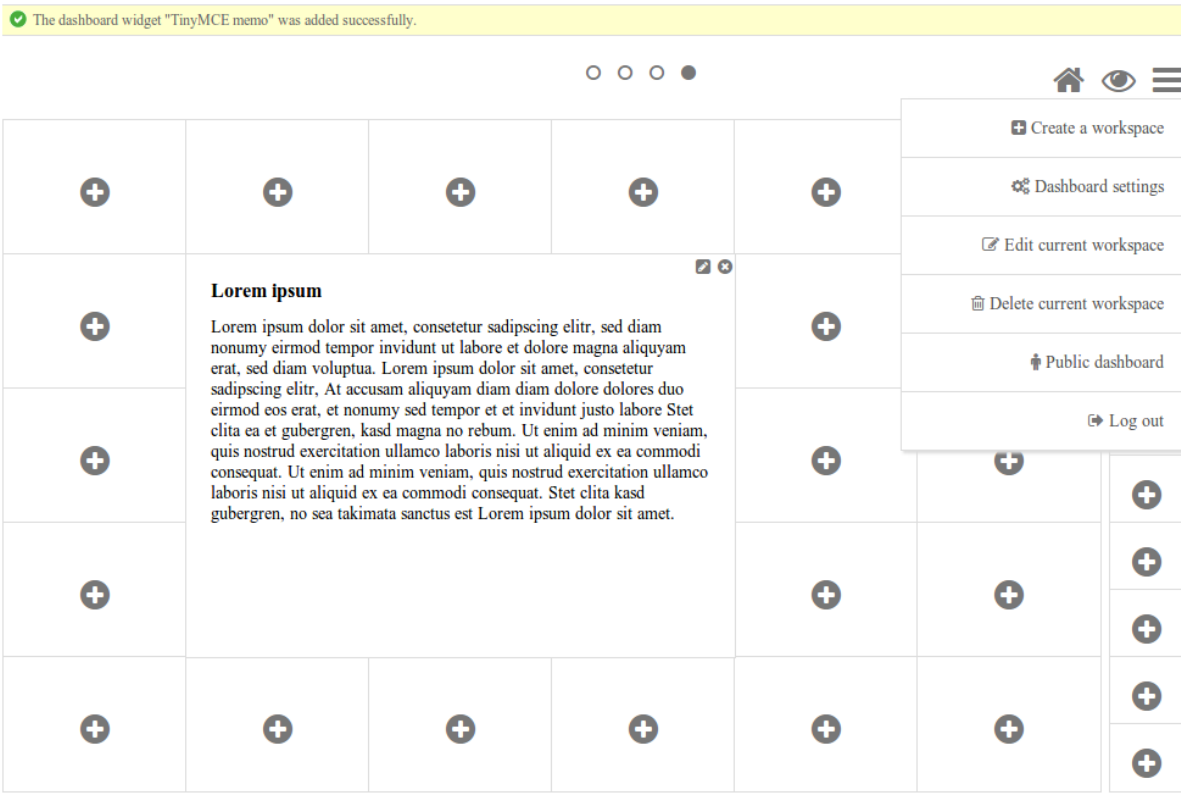 The dashboard widget "TinyMCE memo" was added successfully.
Create a workspace
Dashboard settings
Edit current workspace
Delete current workspace
Public dashboard
Log out
Lorem ipsum
Lorem ipsum dolor sit amet, consetetur sadipscing elitr, sed diam
nonumy eirmod tempor invidunt ut labore et dolore magna aliquyam
erat, sed diam voluptua. Lorem ipsum dolor sit amet, consetetur
sadipscing elitr, At accusam aliquyam diam diam dolore dolores duo
eirmod eos erat, et nonumy sed tempor et et invidunt justo labore Stet
clita ea et gubergren, kasd magna no rebum. Ut enim ad minim veniam,
quis nostrud exercitation ullamco laboris nisi ut aliquid ex ea commodi
consequat. Ut enim ad minim veniam, quis nostrud exercitation ullamco
laboris nisi ut aliquid ex ea commodi consequat. Stet clita kasd
gubergren, no sea takimata sanctus est Lorem ipsum dolor sit amet.